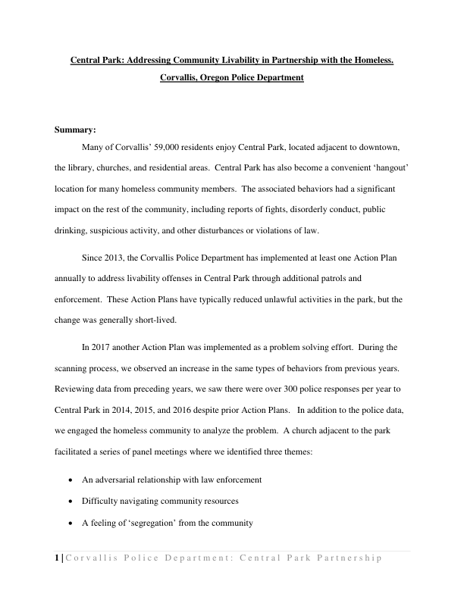 Central Park: Addressing Community Livability in Partnership with the Homeless.
Corvallis, Oregon Police Department
Summary:
Many of Corvallis' 59,000 residents enjoy Central Park, located adjacent to downtown,
the library, churches, and residential areas.  Central Park has also become a convenient 'hangout'
location for many homeless community members.  The associated behaviors had a significant
impact on the rest of the community, including reports of fights, disorderly conduct, public
drinking, suspicious activity, and other disturbances or violations of law.
Since 2013, the Corvallis Police Department has implemented at least one Action Plan
annually to address livability offenses in Central Park through additional patrols and
enforcement.  These Action Plans have typically reduced unlawful activities in the park, but the
change was generally short-lived.
In 2017 another Action Plan was implemented as a problem solving effort.  During the
scanning process, we observed an increase in the same types of behaviors from previous years.
Reviewing data from preceding years, we saw there were over 300 police responses per year to
Central Park in 2014, 2015, and 2016 despite prior Action Plans.   In addition to the police data,
we engaged the homeless community to analyze the problem.  A church adjacent to the park
facilitated a series of panel meetings where we identified three themes:
• An adversarial relationship with law enforcement
• Difficulty navigating community resources
• A feeling of 'segregation' from the community
1 | Corvallis Police Department: Central Park Partnership